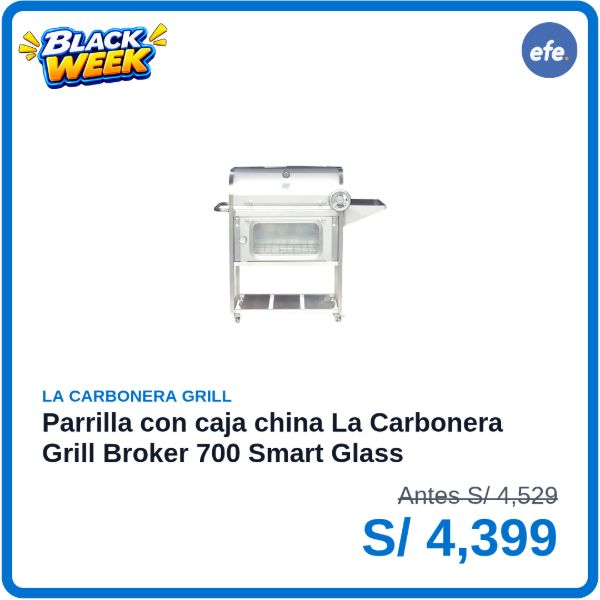 BLACK
WEEK
efe.
LA CARBONERA GRILL
Parrilla con caja china La Carbonera
Grill Broker 700 Smart Glass
Antes S/ 4,529
S/ 4,399